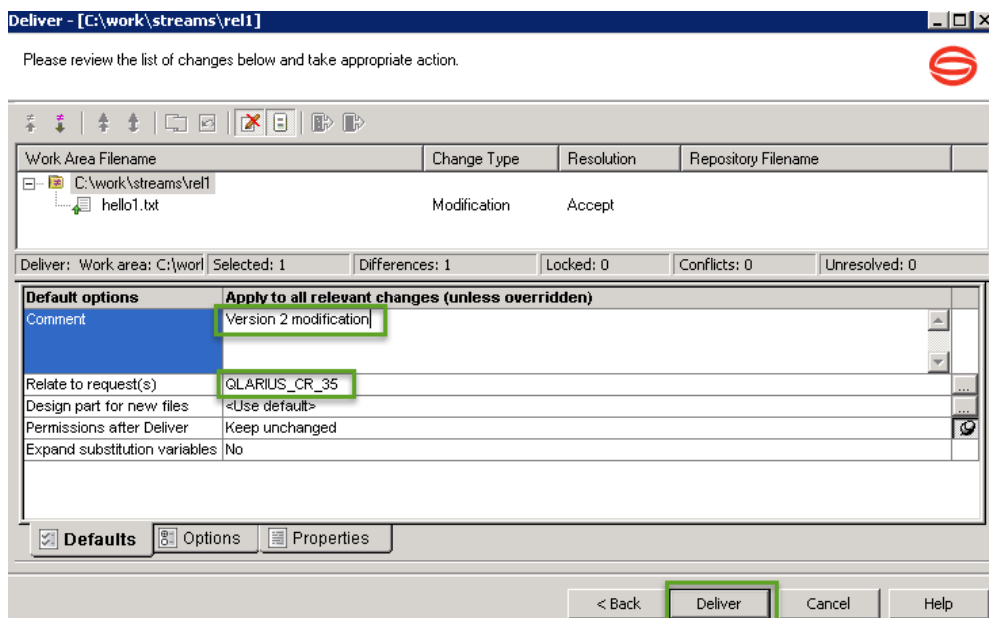 Deliver - [C:\work\streams\rel1]
Please review the list of changes below and take appropriate action.
Work Area Filename Change Type Resolution Repository Filename
C:\work\streams\rel1
hello1.txt Modification Accept
Deliver: Work area: C:\worl Selected: 1 Differences: 1 Locked: 0 Conflicts: 0 Unresolved: 0
Default options Apply to all relevant changes (unless overridden)
Comment Version 2 modification
Relate to request(s) QLARIUS_CR_35 ...
Design part for new files <Use default> ...
Permissions after Deliver Keep unchanged
Expand substitution variables No
Defaults Options Properties
< Back Deliver Cancel Help